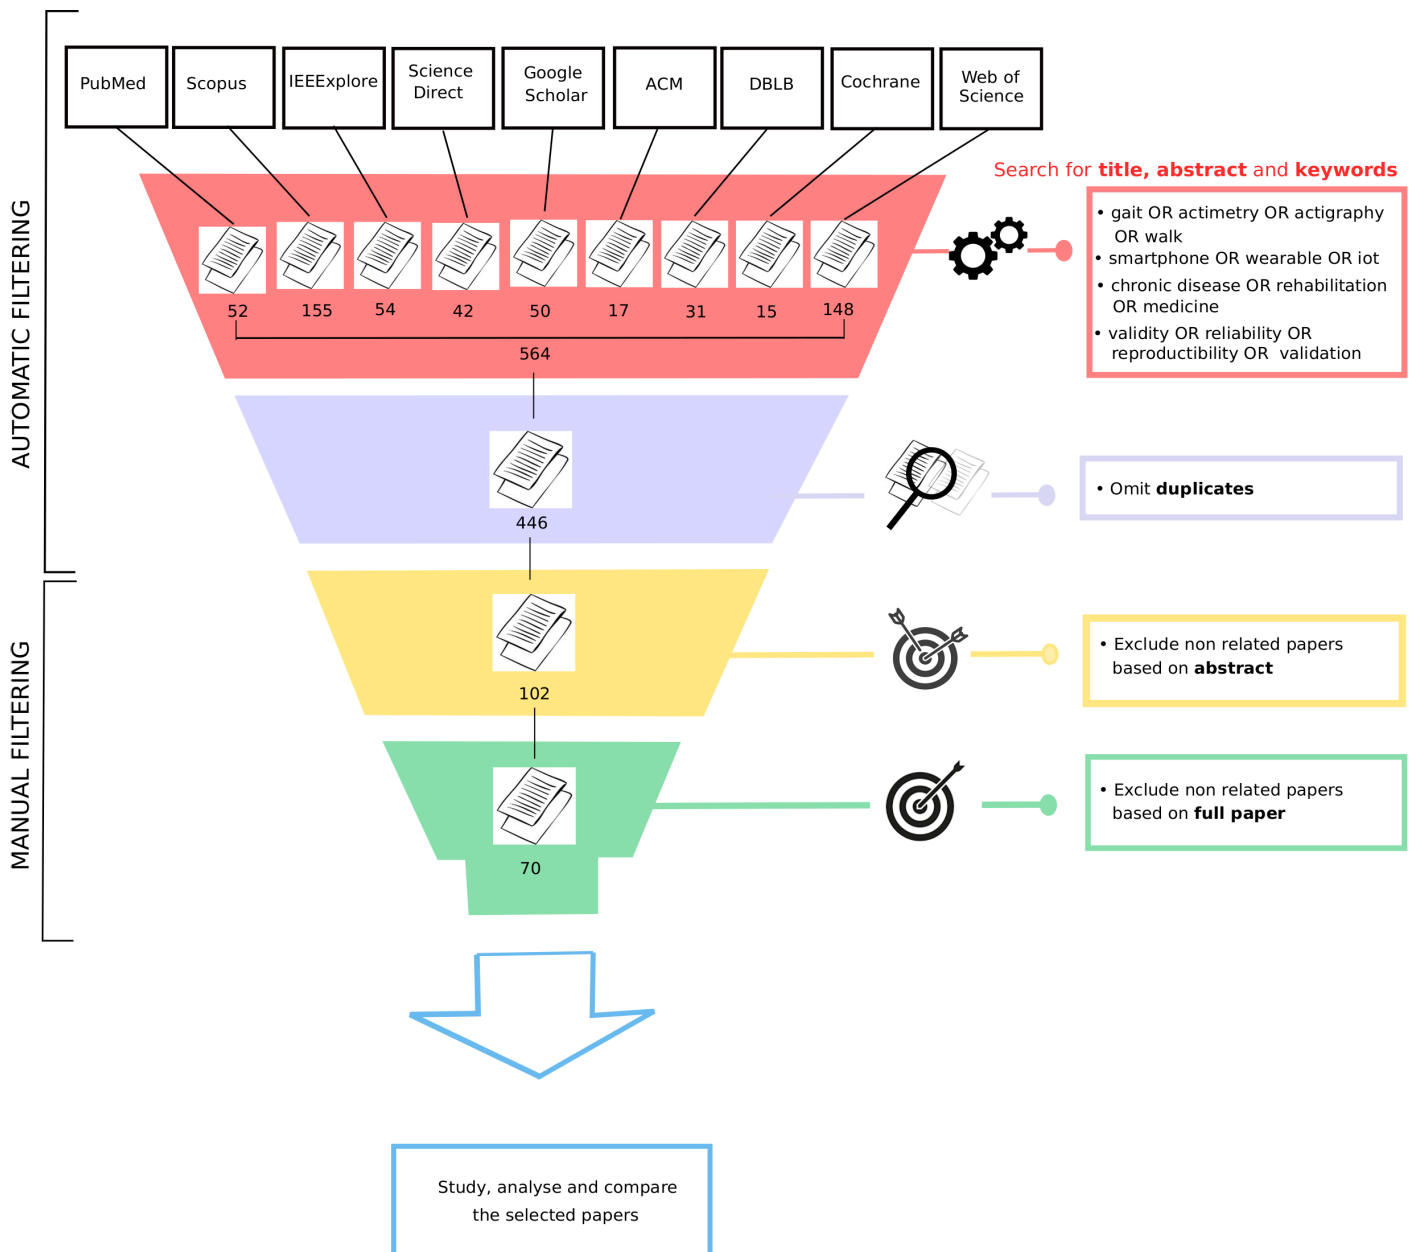 AUTOMATIC FILTERING
PubMed
Scopus
IEEExplore
Science
Direct
Google
Scholar
ACM
DBLB
Cochrane
Web of
Science
Search for title, abstract and keywords
• gait OR actimetry OR actigraphy
OR walk
• smartphone OR wearable OR iot
• chronic disease OR rehabilitation
OR medicine
• validity OR reliability OR
reproductibility OR validation
52
155
54
42
50
17
31
15
148
564
446
• Omit duplicates
MANUAL FILTERING
102
• Exclude non related papers
based on abstract
70
• Exclude non related papers
based on full paper
Study, analyse and compare
the selected papers